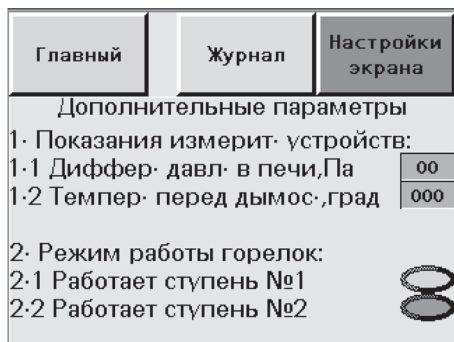 Главный
Журнал
Настройки
экрана
Дополнительные параметры
1· Показания измерит· устройств:
1·1 Диффер· давл· в печи,Па 00
1·2 Темпер· перед дымос·,град 000
2· Режим работы горелок:
2·1 Работает ступень №1
2·2 Работает ступень №2